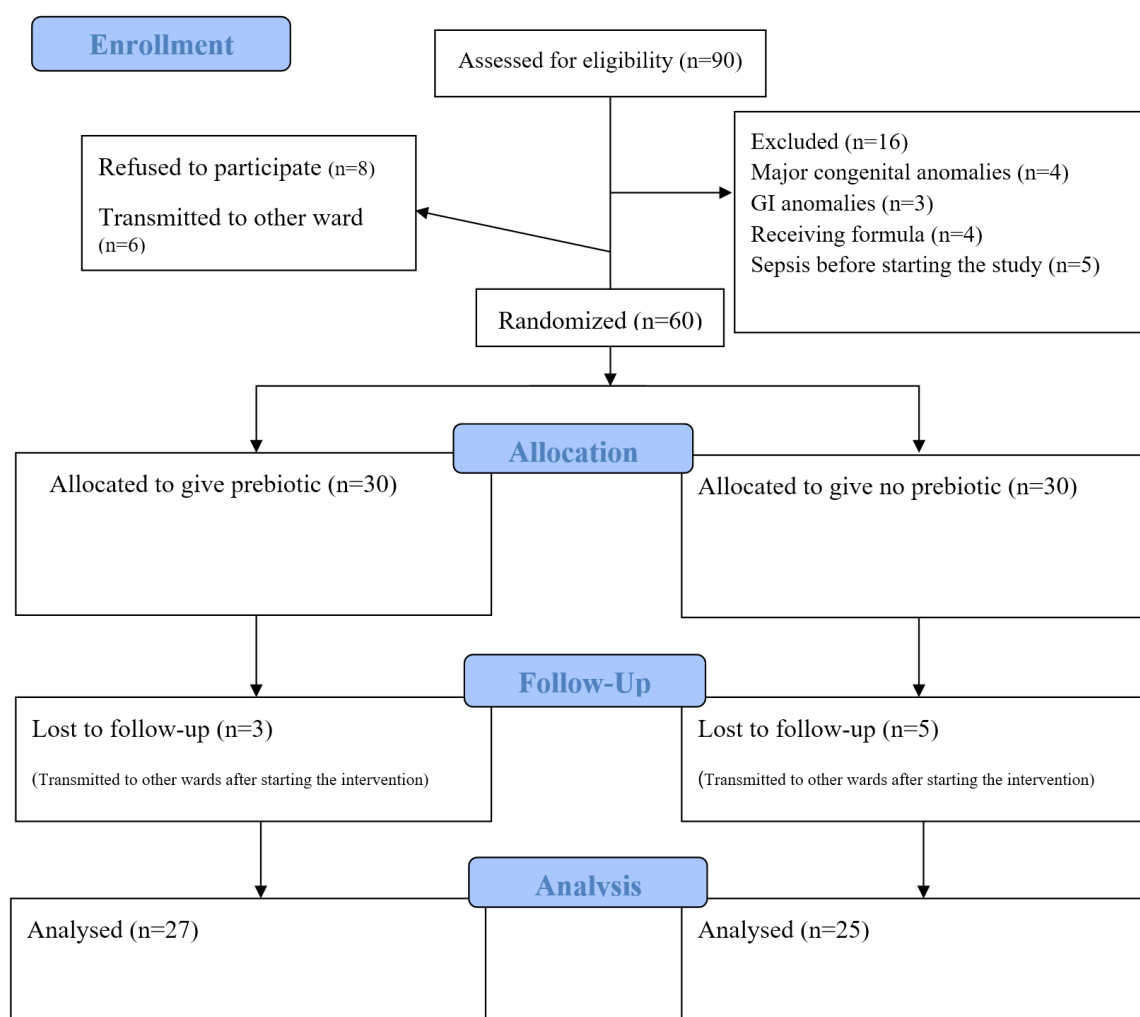 Enrollment
Assessed for eligibility (n=90)
Refused to participate (n=8)
Transmitted to other ward
(n=6)
Excluded (n=16)
Major congenital anomalies (n=4)
GI anomalies (n=3)
Receiving formula (n=4)
Sepsis before starting the study (n=5)
Randomized (n=60)
Allocation
Allocated to give prebiotic (n=30)
Allocated to give no prebiotic (n=30)
Follow-Up
Lost to follow-up (n=3)
(Transmitted to other wards after starting the intervention)
Lost to follow-up (n=5)
(Transmitted to other wards after starting the intervention)
Analysis
Analysed (n=27)
Analysed (n=25)